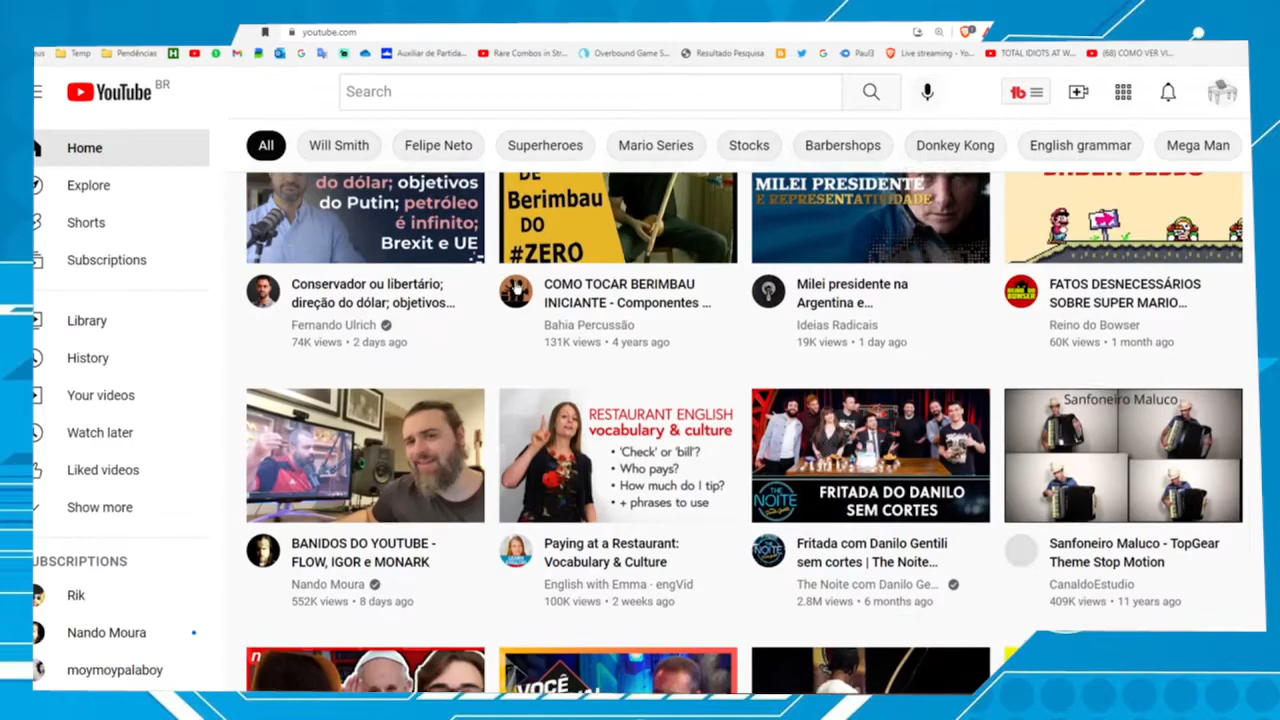 youtube.com
Temp
Pendências
Auxiliar de Partida...
Rare Combos in Str...
Overbound Game S...
Resultado Pesquisa
Paul3
Live streaming - Yo...
TOTAL IDIOTS AT W...
(68) COMO VER VI...
YouTube BR
Search
All
Will Smith
Felipe Neto
Superheroes
Mario Series
Stocks
Barbershops
Donkey Kong
English grammar
Mega Man
Home
Explore
Shorts
Subscriptions
Library
History
Your videos
Watch later
Liked videos
Show more
UBSCRIPTIONS
Rik
Nando Moura
moymoypalaboy
do dólar; objetivos
do Putin; petróleo
é infinito;
Brexit e UE
Conservador ou libertário;
direção do dólar; objetivos...
Fernando Ulrich
74K views • 2 days ago
DE
Berimbau
DO
#ZERO
COMO TOCAR BERIMBAU
INICIANTE - Componentes ...
Bahia Percussão
131K views • 4 years ago
MILEI PRESIDENTE
E REPRESENTATIVIDADE
Milei presidente na
Argentina e...
Ideias Radicais
19K views • 1 day ago
FATOS DESNECESSÁRIOS
SOBRE SUPER MARIO...
Reino do Bowser
60K views • 1 month ago
BANIDOS DO YOUTUBE -
FLOW, IGOR e MONARK
Nando Moura
552K views • 8 days ago
RESTAURANT ENGLISH
vocabulary & culture
• 'Check' or 'bill'?
• Who pays?
• How much do I tip?
• + phrases to use
Paying at a Restaurant:
Vocabulary & Culture
English with Emma · engVid
100K views • 2 weeks ago
THE NOITE
FRITADA DO DANILO
SEM CORTES
Fritada com Danilo Gentili
sem cortes | The Noite...
The Noite com Danilo Ge...
2.8M views • 6 months ago
Sanfoneiro Maluco
Sanfoneiro Maluco - TopGear
Theme Stop Motion
CanaldoEstudio
409K views • 11 years ago
VOCÊ